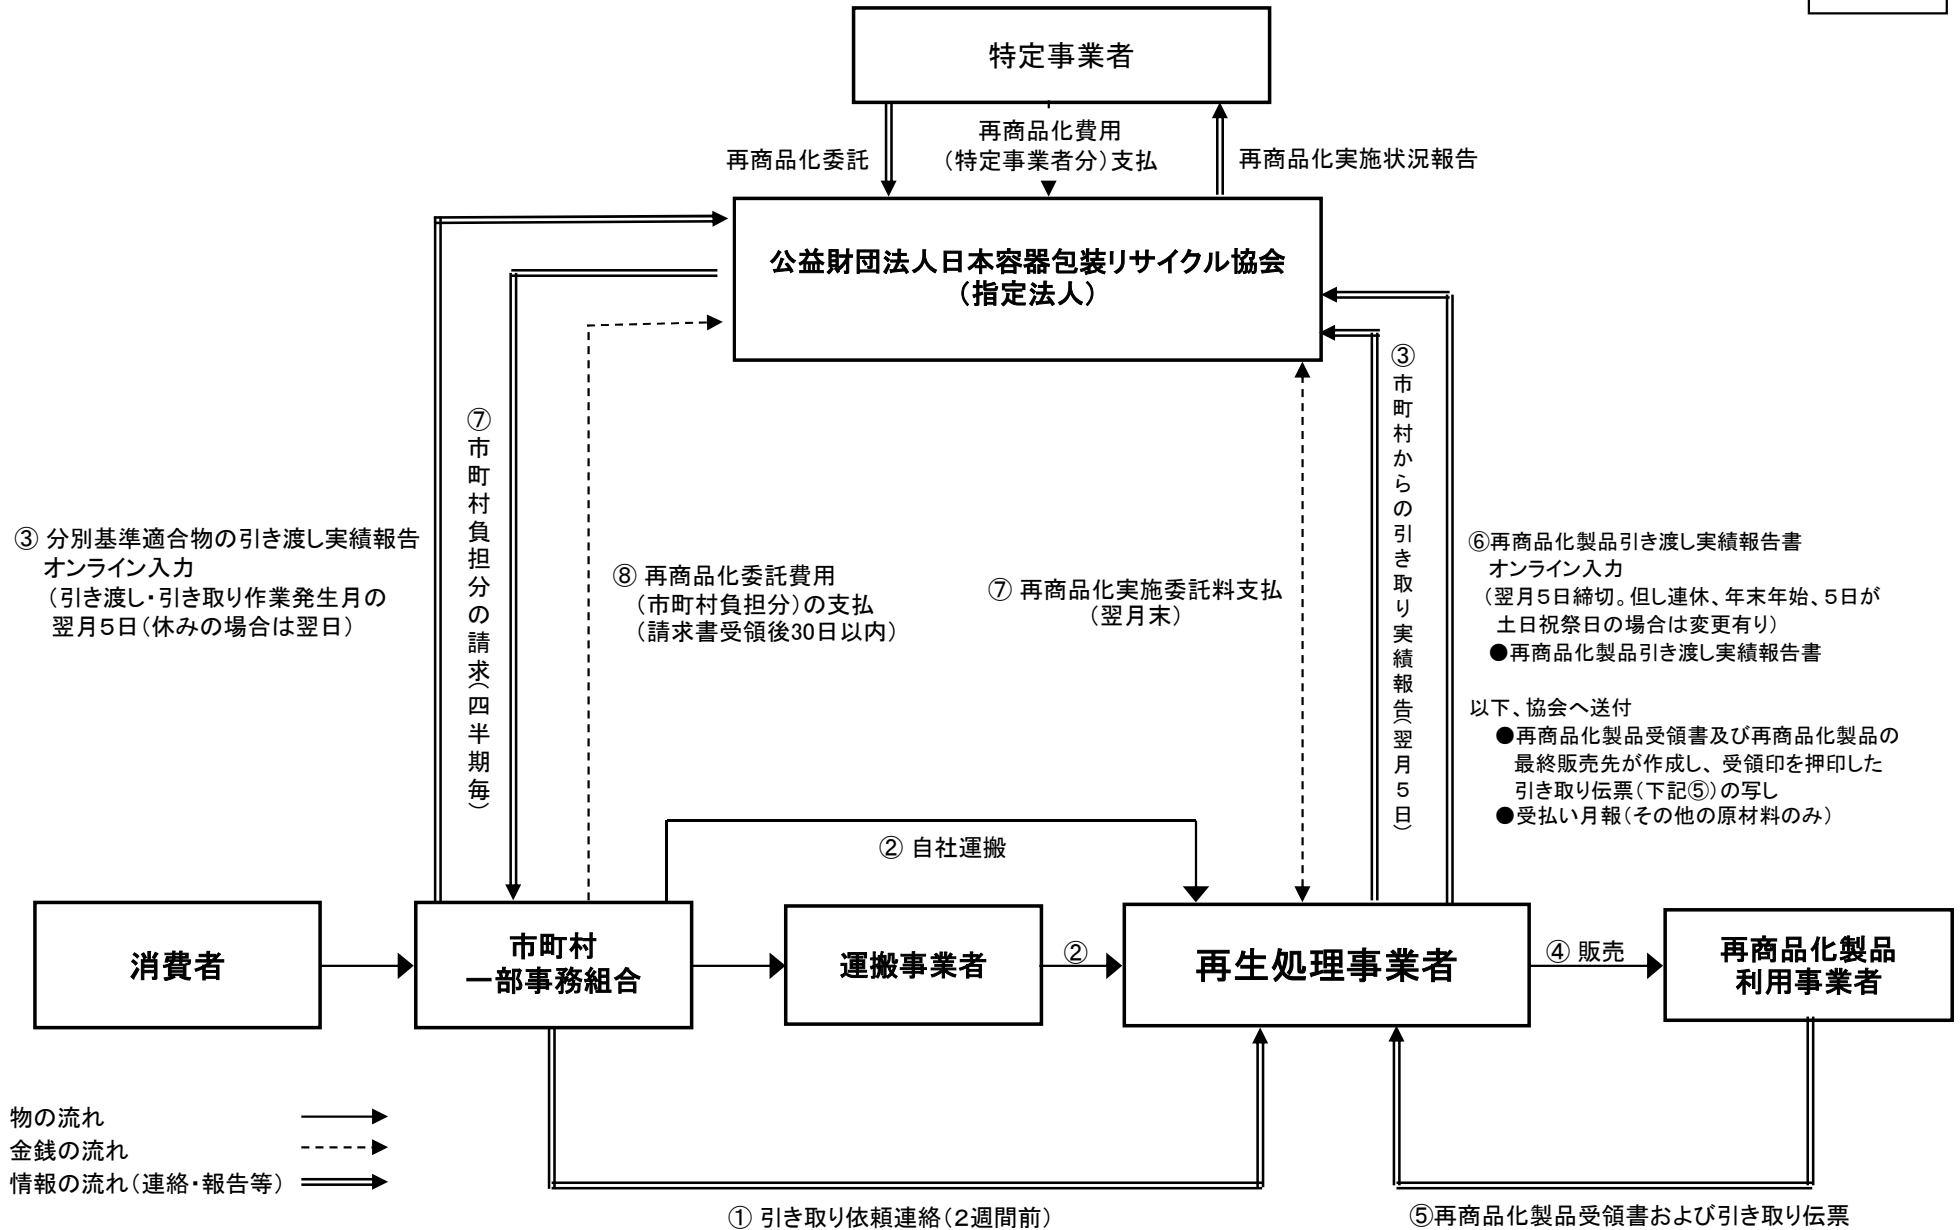 特定事業者
再商品化委託
再商品化費用
（特定事業者分）支払
再商品化実施状況報告
公益財団法人日本容器包装リサイクル協会
（指定法人）
⑦市町村負担分の請求（四半期毎）
③市町村からの引き取り実績報告（翌月５日）
③ 分別基準適合物の引き渡し実績報告
オンライン入力
（引き渡し・引き取り作業発生月の
翌月５日（休みの場合は翌日）
⑧ 再商品化委託費用
（市町村負担分）の支払
（請求書受領後30日以内）
⑦ 再商品化実施委託料支払
（翌月末）
⑥再商品化製品引き渡し実績報告書
オンライン入力
（翌月５日締切。但し連休、年末年始、５日が
土日祝祭日の場合は変更有り）
●再商品化製品引き渡し実績報告書
以下、協会へ送付
●再商品化製品受領書及び再商品化製品の
最終販売先が作成し、受領印を押印した
引き取り伝票（下記⑤）の写し
●受払い月報（その他の原材料のみ）
② 自社運搬
消費者
市町村
一部事務組合
運搬事業者
②
再生処理事業者
④ 販売
再商品化製品
利用事業者
物の流れ
金銭の流れ
情報の流れ（連絡・報告等）
① 引き取り依頼連絡（２週間前）
⑤再商品化製品受領書および引き取り伝票